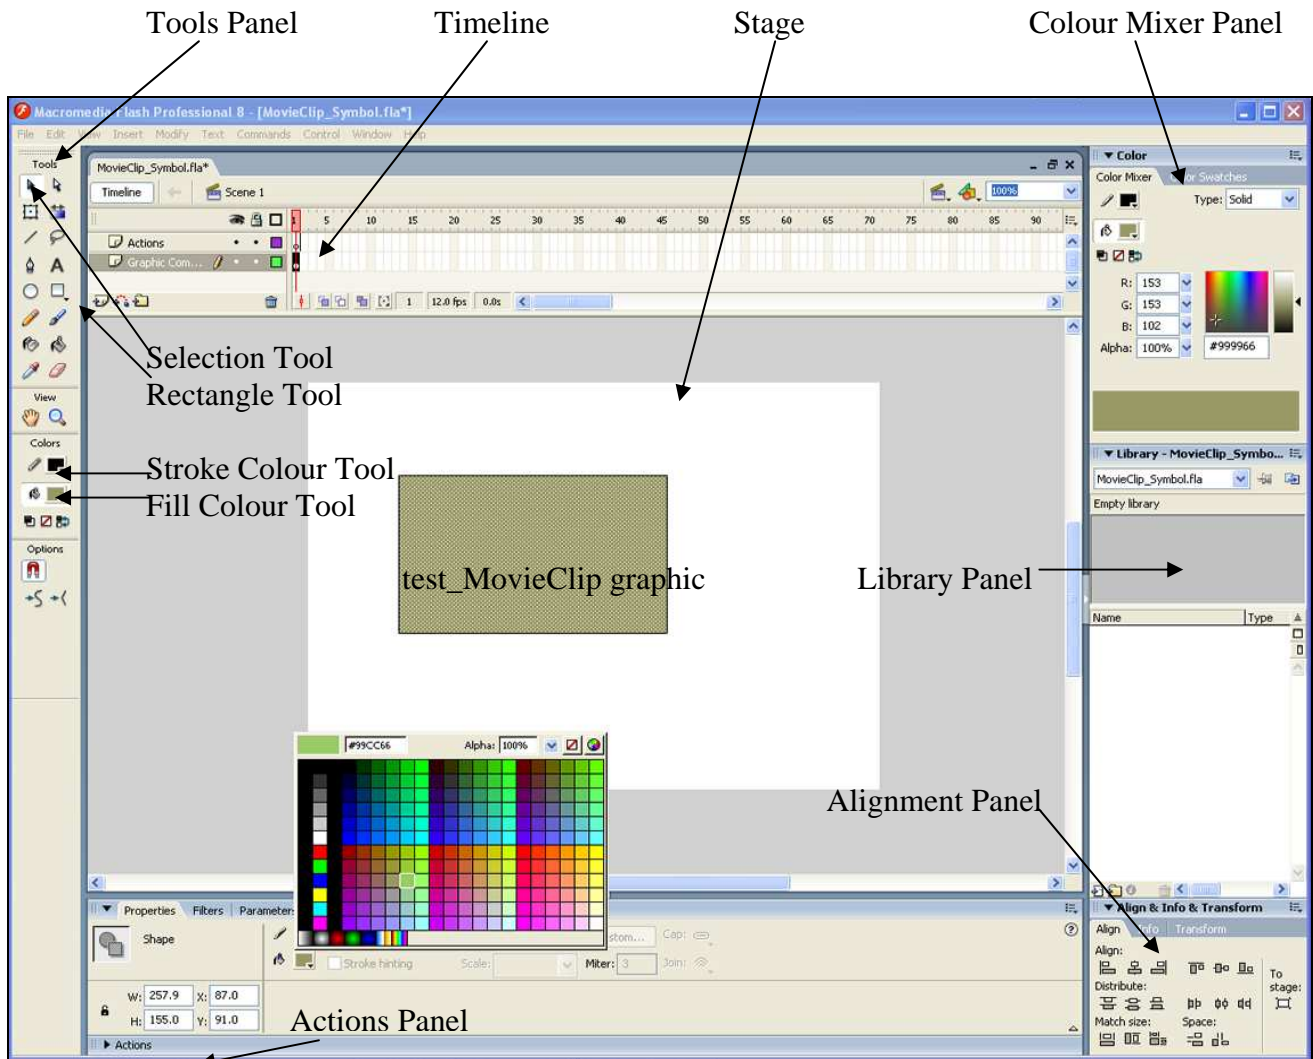 Tools Panel Timeline Stage Colour Mixer Panel
Macromedia Flash Professional 8 - [MovieClip_Symbol.fla*]
File Edit View Insert Modify Text Commands Control Window Help
Tools
MovieClip_Symbol.fla*
Timeline Scene 1 100%
1 5 10 15 20 25 30 35 40 45 50 55 60 65 70 75 80 85 90
Actions
Graphic Com...
1 12.0 fps 0.0s
Color
Color Mixer Color Swatches
Type: Solid
R: 153
G: 153
B: 102
Alpha: 100% #999966
Selection Tool
Rectangle Tool
View
Colors
Stroke Colour Tool
Fill Colour Tool
Options
test_MovieClip graphic
Library - MovieClip_Symbo...
MovieClip_Symbol.fla
Empty library
Library Panel
Name Type
#99CC66 Alpha: 100%
Alignment Panel
Properties Filters Parameter
Shape
Stroke hinting Scale: Miter: 3 Cap: Join:
W: 257.9 X: 87.0
H: 155.0 Y: 91.0
Actions Panel
Actions
Align & Info & Transform
Align Info Transform
Align:
Distribute:
To stage:
Match size: Space: